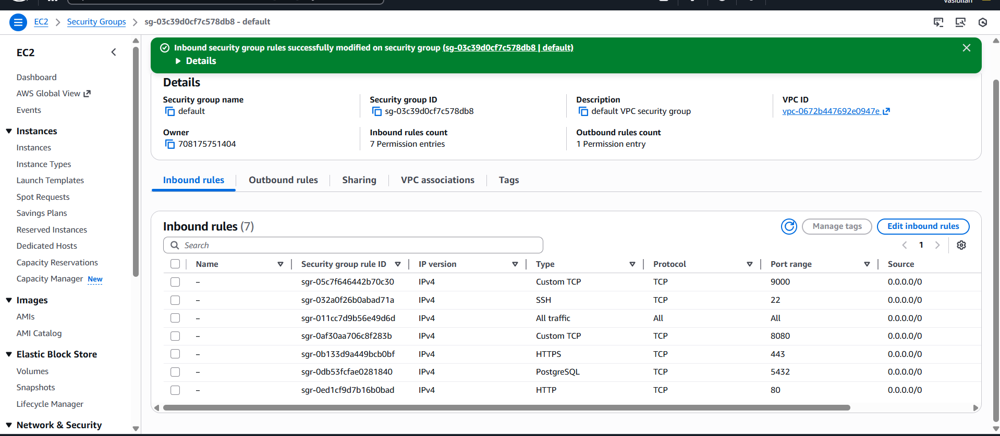 Vasiullah
EC2 > Security Groups > sg-03c39d0cf7c578db8 - default
EC2
Dashboard
AWS Global View
Events
Instances
Instances
Instance Types
Launch Templates
Spot Requests
Savings Plans
Reserved Instances
Dedicated Hosts
Capacity Reservations
Capacity Manager New
Images
AMIs
AMI Catalog
Elastic Block Store
Volumes
Snapshots
Lifecycle Manager
Network & Security
Inbound security group rules successfully modified on security group (sg-03c39d0cf7c578db8 | default)
Details
Details
Security group name
default
Security group ID
sg-03c39d0cf7c578db8
Description
default VPC security group
VPC ID
vpc-0672b447692e0947e
Owner
708175751404
Inbound rules count
7 Permission entries
Outbound rules count
1 Permission entry
Inbound rules Outbound rules Sharing VPC associations Tags
Inbound rules (7)
Manage tags Edit inbound rules
Search
1
Name Security group rule ID IP version Type Protocol Port range Source
– sgr-05c7f646442b70c30 IPv4 Custom TCP TCP 9000 0.0.0.0/0
– sgr-032a0f26b0abad71a IPv4 SSH TCP 22 0.0.0.0/0
– sgr-011cc7d9b56e49d6d IPv4 All traffic All All 0.0.0.0/0
– sgr-0af30aa706c8f283b IPv4 Custom TCP TCP 8080 0.0.0.0/0
– sgr-0b133d9a449bcb0bf IPv4 HTTPS TCP 443 0.0.0.0/0
– sgr-0db53fcfae0281840 IPv4 PostgreSQL TCP 5432 0.0.0.0/0
– sgr-0ed1cf9d7b16b0bad IPv4 HTTP TCP 80 0.0.0.0/0